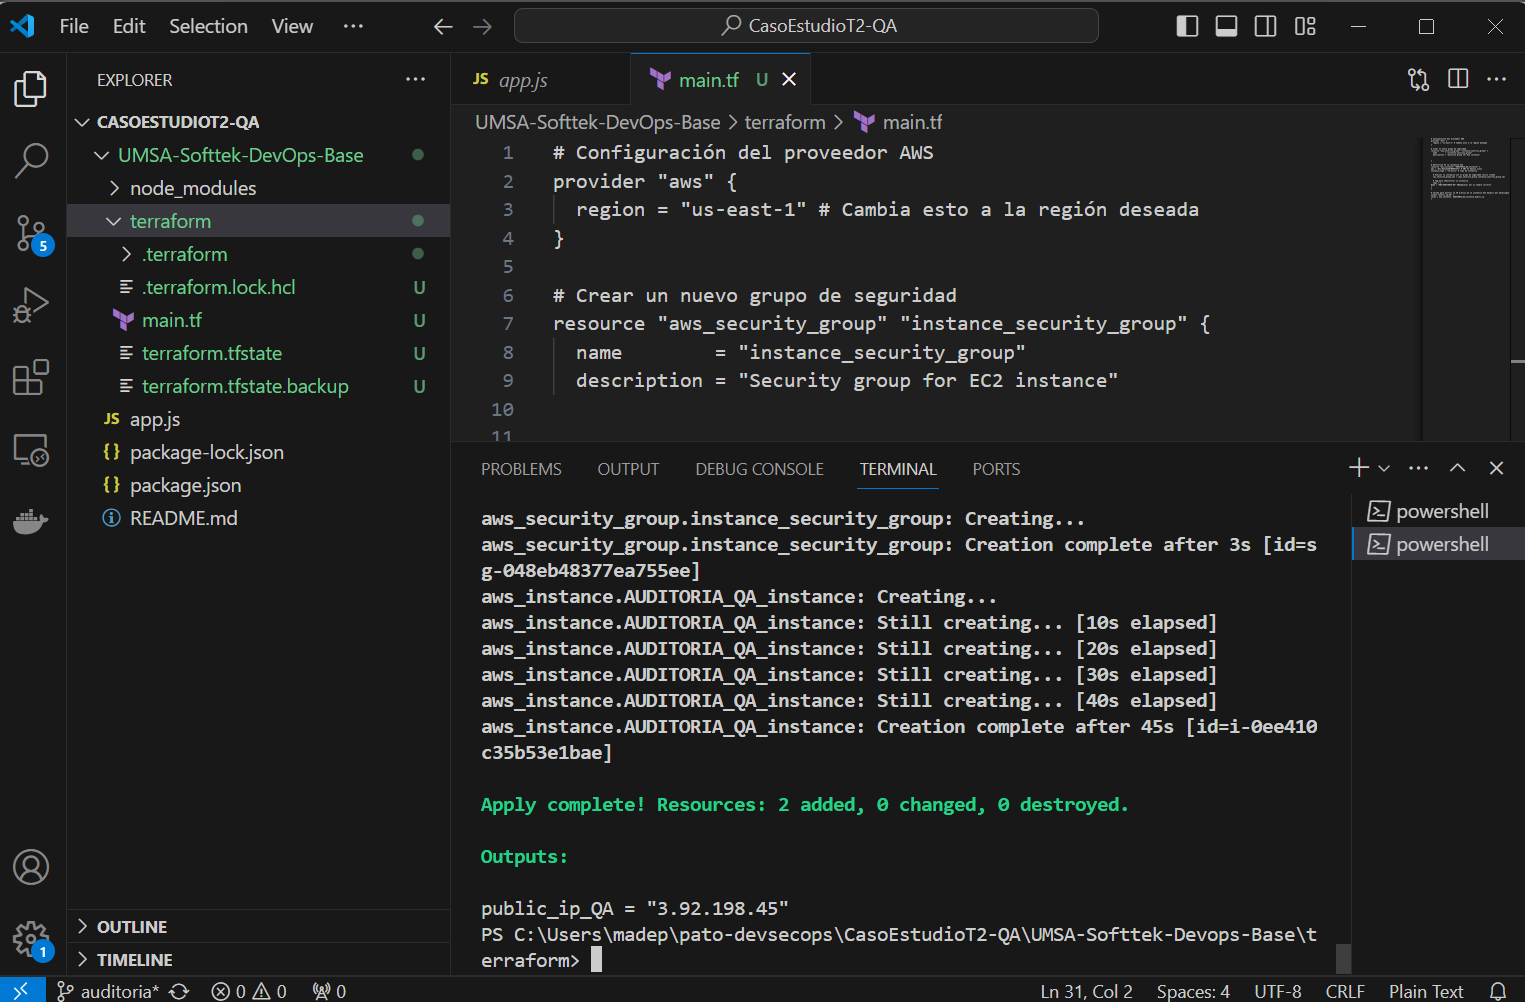 File Edit Selection View ··· CasoEstudioT2-QA
EXPLORER ···
CASOESTUDIOT2-QA
UMSA-Softtek-DevOps-Base
node_modules
terraform
.terraform
.terraform.lock.hcl U
main.tf U
terraform.tfstate U
terraform.tfstate.backup U
JS app.js
{} package-lock.json
{} package.json
README.md
OUTLINE
TIMELINE
5
1
JS app.js
main.tf U
UMSA-Softtek-DevOps-Base > terraform > main.tf
1 # Configuración del proveedor AWS
2 provider "aws" {
3 region = "us-east-1" # Cambia esto a la región deseada
4 }
5
6 # Crear un nuevo grupo de seguridad
7 resource "aws_security_group" "instance_security_group" {
8 name        = "instance_security_group"
9 description = "Security group for EC2 instance"
10
11
PROBLEMS OUTPUT DEBUG CONSOLE TERMINAL PORTS
powershell
powershell
aws_security_group.instance_security_group: Creating...
aws_security_group.instance_security_group: Creation complete after 3s [id=s
g-048eb48377ea755ee]
aws_instance.AUDITORIA_QA_instance: Creating...
aws_instance.AUDITORIA_QA_instance: Still creating... [10s elapsed]
aws_instance.AUDITORIA_QA_instance: Still creating... [20s elapsed]
aws_instance.AUDITORIA_QA_instance: Still creating... [30s elapsed]
aws_instance.AUDITORIA_QA_instance: Still creating... [40s elapsed]
aws_instance.AUDITORIA_QA_instance: Creation complete after 45s [id=i-0ee410
c35b53e1bae]
Apply complete! Resources: 2 added, 0 changed, 0 destroyed.
Outputs:
public_ip_QA = "3.92.198.45"
PS C:\Users\madep\pato-devsecops\CasoEstudioT2-QA\UMSA-Softtek-Devops-Base\t
erraform>
auditoria* 0 0 0 Ln 31, Col 2 Spaces: 4 UTF-8 CRLF Plain Text